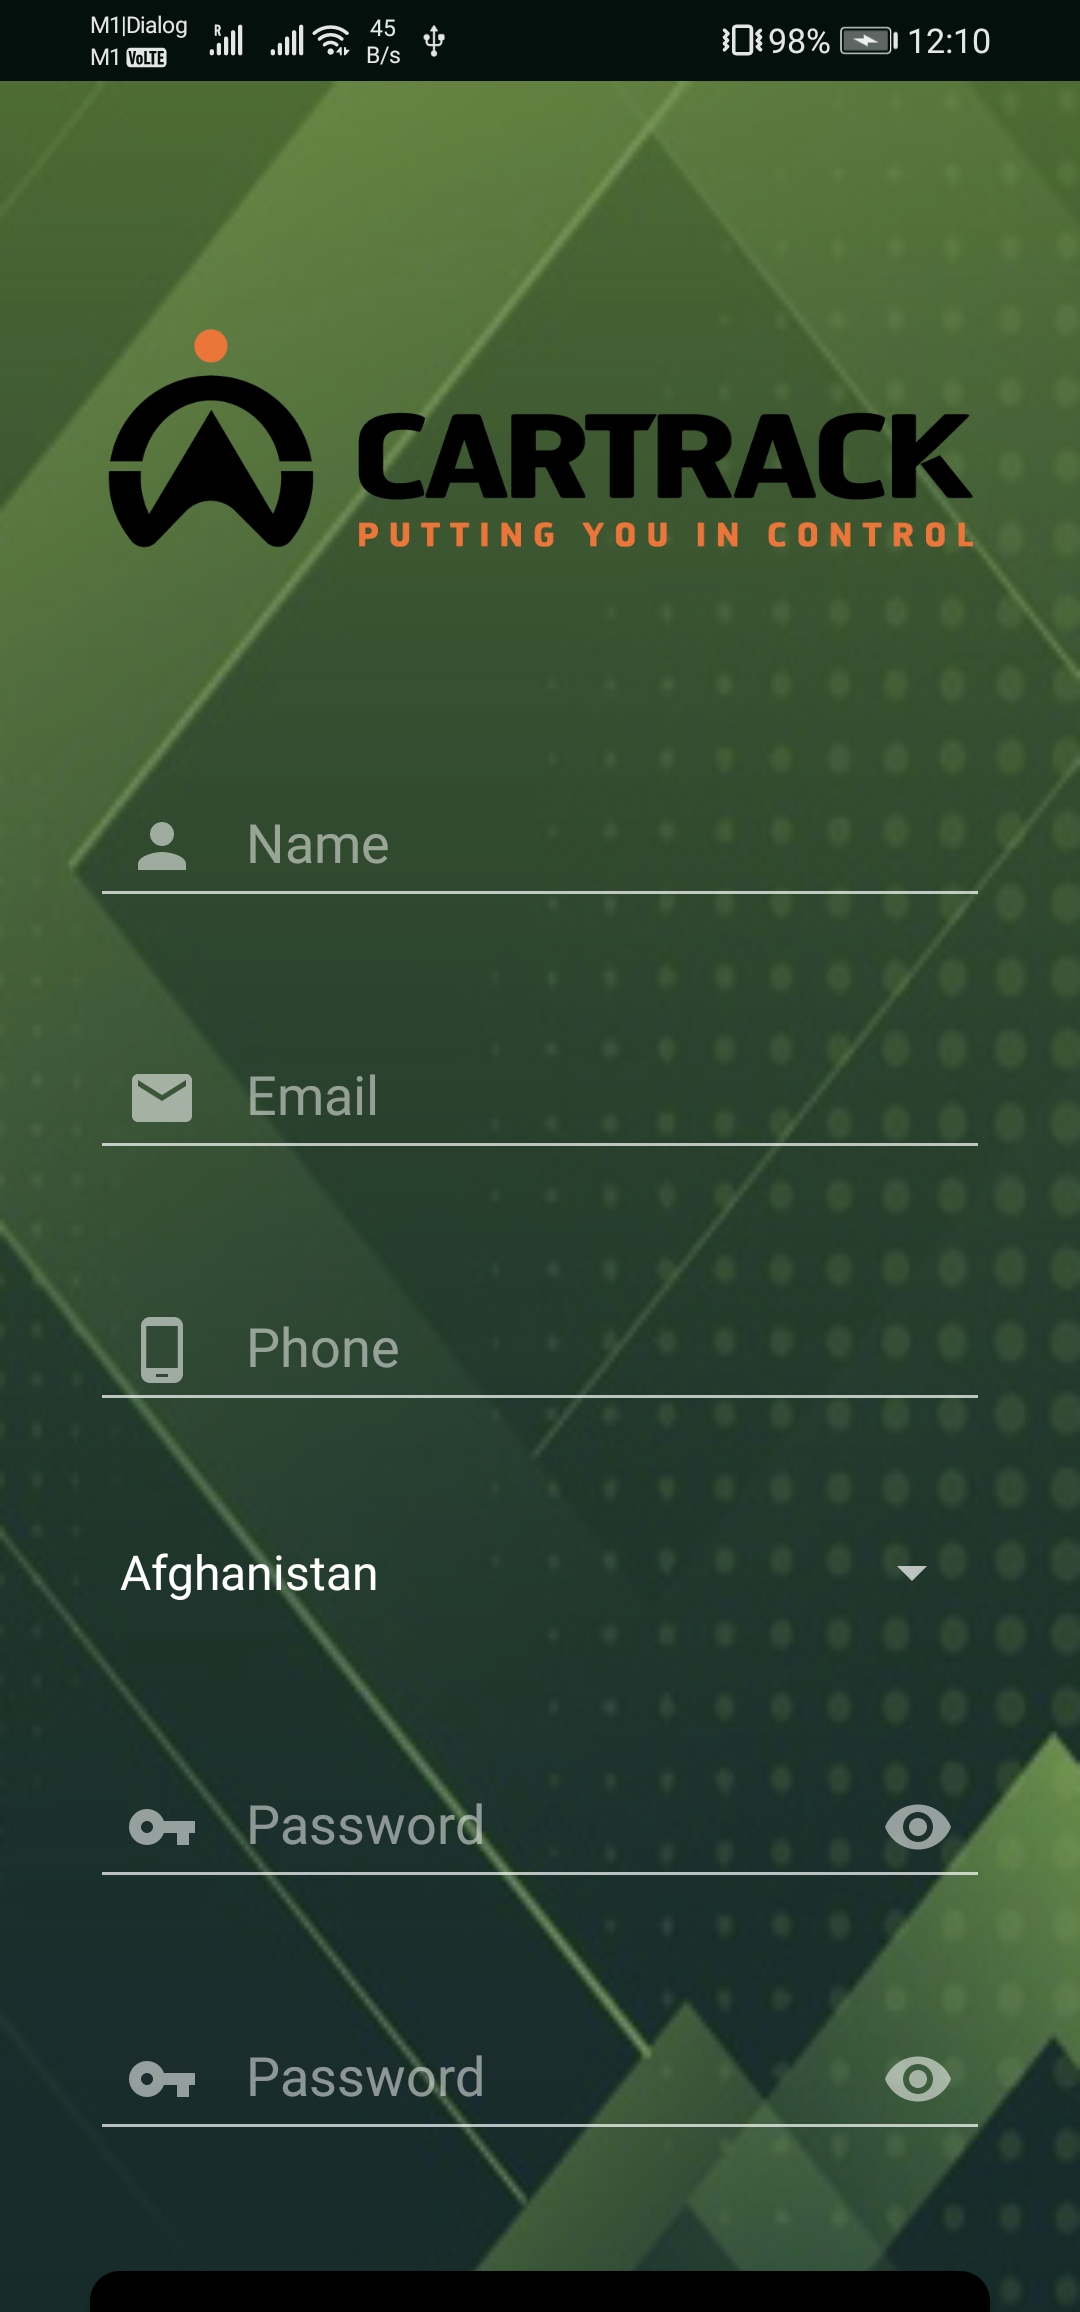 M1|Dialog
M1 VoLTE
R
45
B/s
98%
12:10
CARTRACK
PUTTING YOU IN CONTROL
Name
Email
Phone
Afghanistan
Password
Password